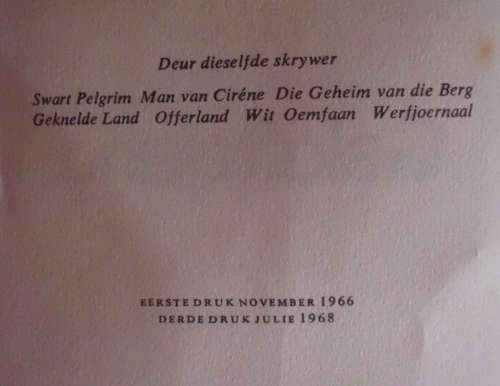 Deur dieselfde skrywer
Swart Pelgrim Man van Ciréne Die Geheim van die Berg
Geknelde Land Offerland Wit Oemfaan Werfjoernaal
EERSTE DRUK NOVEMBER 1966
DERDE DRUK JULIE 1968